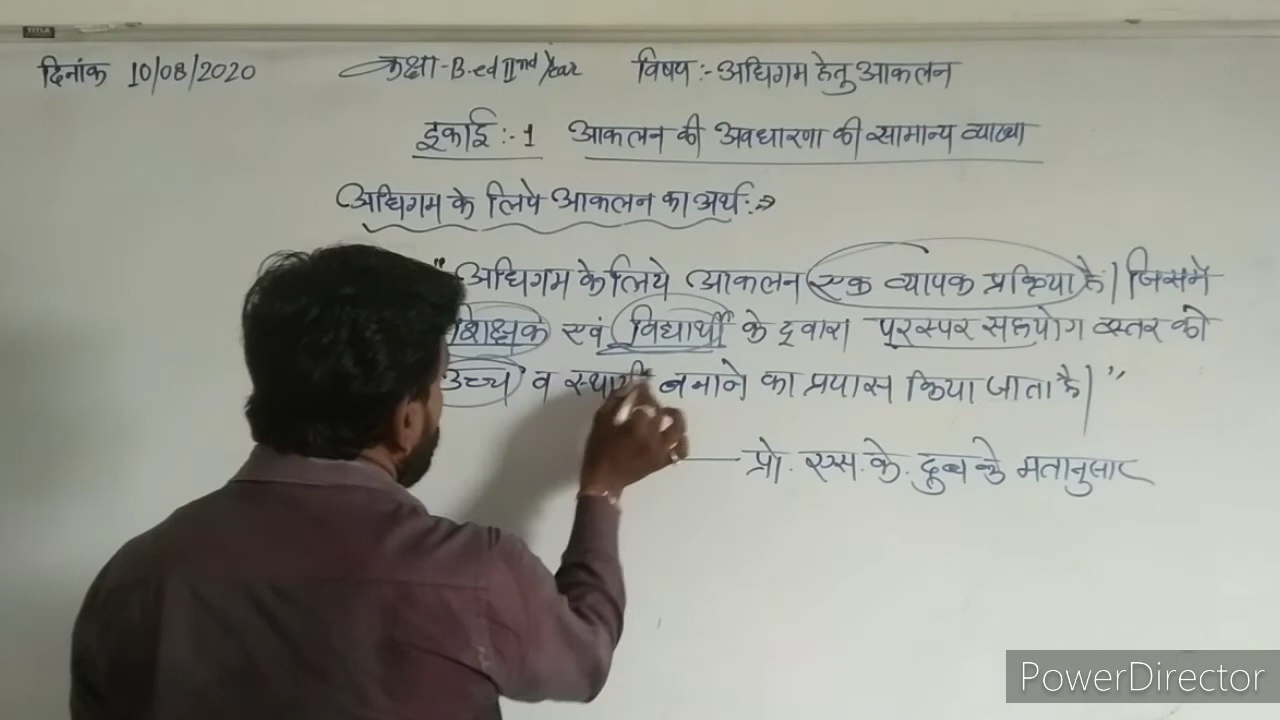 दिनांक 10/08/2020 कक्षा-B.ed IInd Year विषय:-अधिगम हेतु आकलन
इकाई:-1 आकलन की अवधारणा की सामान्य व्याख्या
अधिगम के लिये आकलन का अर्थ:⇒
"अधिगम के लिये आकलन एक व्यापक प्रक्रिया है। जिसमे
शिक्षक एवं विद्यार्थी के द्वारा परस्पर सहयोग स्तर को
उच्च व स्थायी बनाने का प्रयास किया जाता है।"
— प्रो. एस. के. दुबे के मतानुसार
PowerDirector